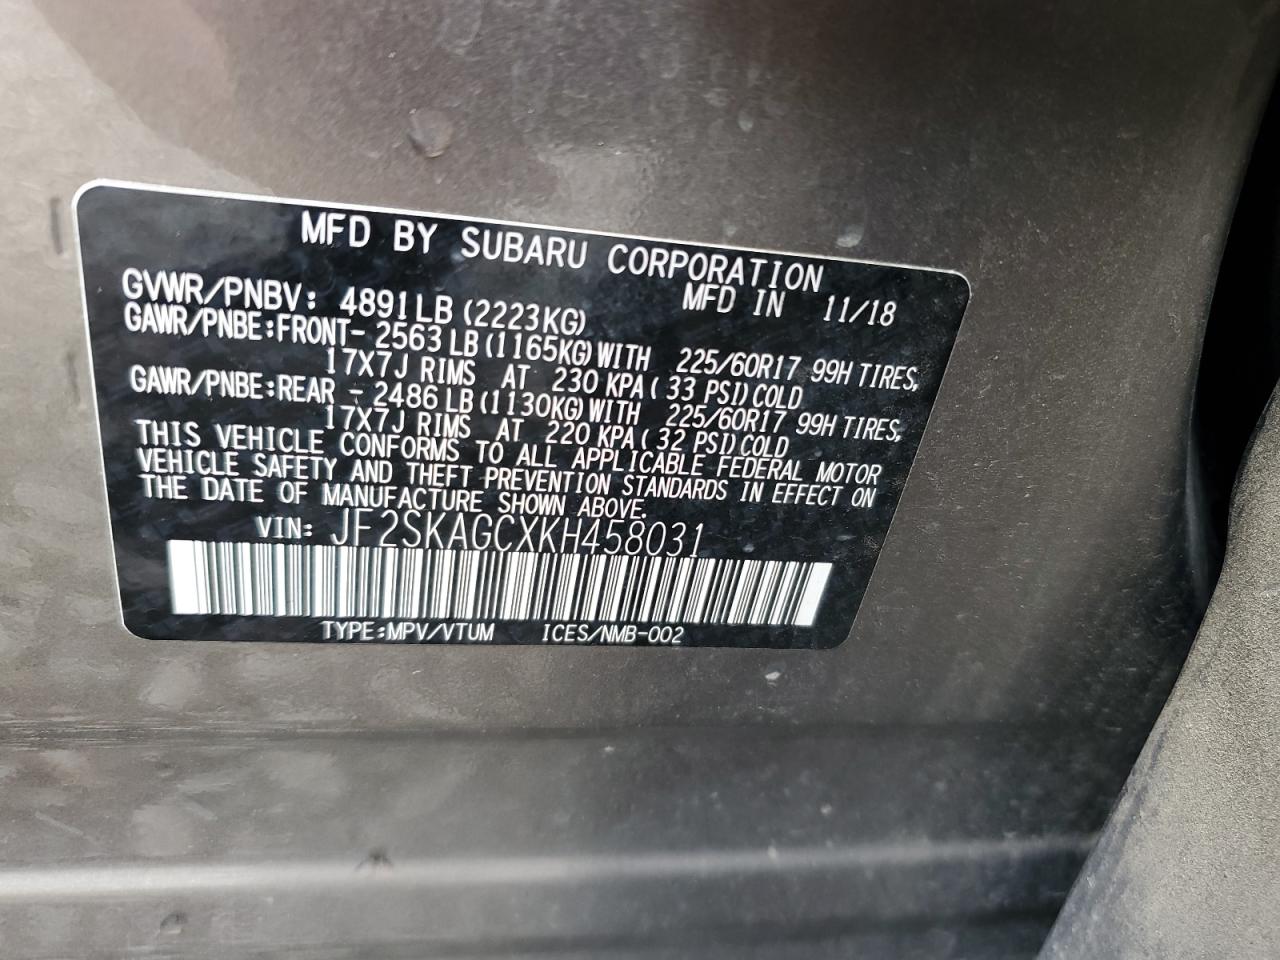 MFD BY SUBARU CORPORATION
GVWR/PNBV: 4891LB (2223KG) MFD IN 11/18
GAWR/PNBE:FRONT- 2563 LB (1165KG) WITH 225/60R17 99H TIRES,
17X7J RIMS AT 230 KPA ( 33 PSI) COLD
GAWR/PNBE:REAR - 2486 LB (1130KG) WITH 225/60R17 99H TIRES,
17X7J RIMS AT 220 KPA ( 32 PSI) COLD
THIS VEHICLE CONFORMS TO ALL APPLICABLE FEDERAL MOTOR
VEHICLE SAFETY AND THEFT PREVENTION STANDARDS IN EFFECT ON
THE DATE OF MANUFACTURE SHOWN ABOVE.
VIN: JF2SKAGCXKH458031
TYPE:MPV/VTUM ICES/NMB-002